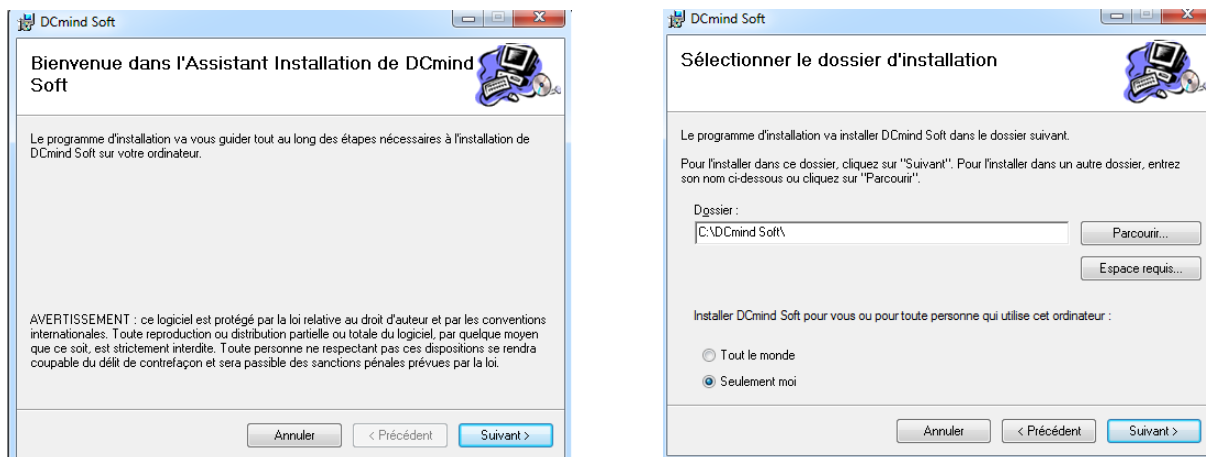 DCmind Soft
Bienvenue dans l'Assistant Installation de DCmind
Soft
Le programme d'installation va vous guider tout au long des étapes nécessaires à l'installation de
DCmind Soft sur votre ordinateur.
AVERTISSEMENT : ce logiciel est protégé par la loi relative au droit d'auteur et par les conventions
internationales. Toute reproduction ou distribution partielle ou totale du logiciel, par quelque moyen
que ce soit, est strictement interdite. Toute personne ne respectant pas ces dispositions se rendra
coupable du délit de contrefaçon et sera passible des sanctions pénales prévues par la loi.
Annuler
< Précédent
Suivant >
DCmind Soft
Sélectionner le dossier d'installation
Le programme d'installation va installer DCmind Soft dans le dossier suivant.
Pour l'installer dans ce dossier, cliquez sur "Suivant". Pour l'installer dans un autre dossier, entrez
son nom ci-dessous ou cliquez sur "Parcourir".
Dossier :
C:\DCmind Soft\
Parcourir...
Espace requis...
Installer DCmind Soft pour vous ou pour toute personne qui utilise cet ordinateur :
Tout le monde
Seulement moi
Annuler
< Précédent
Suivant >